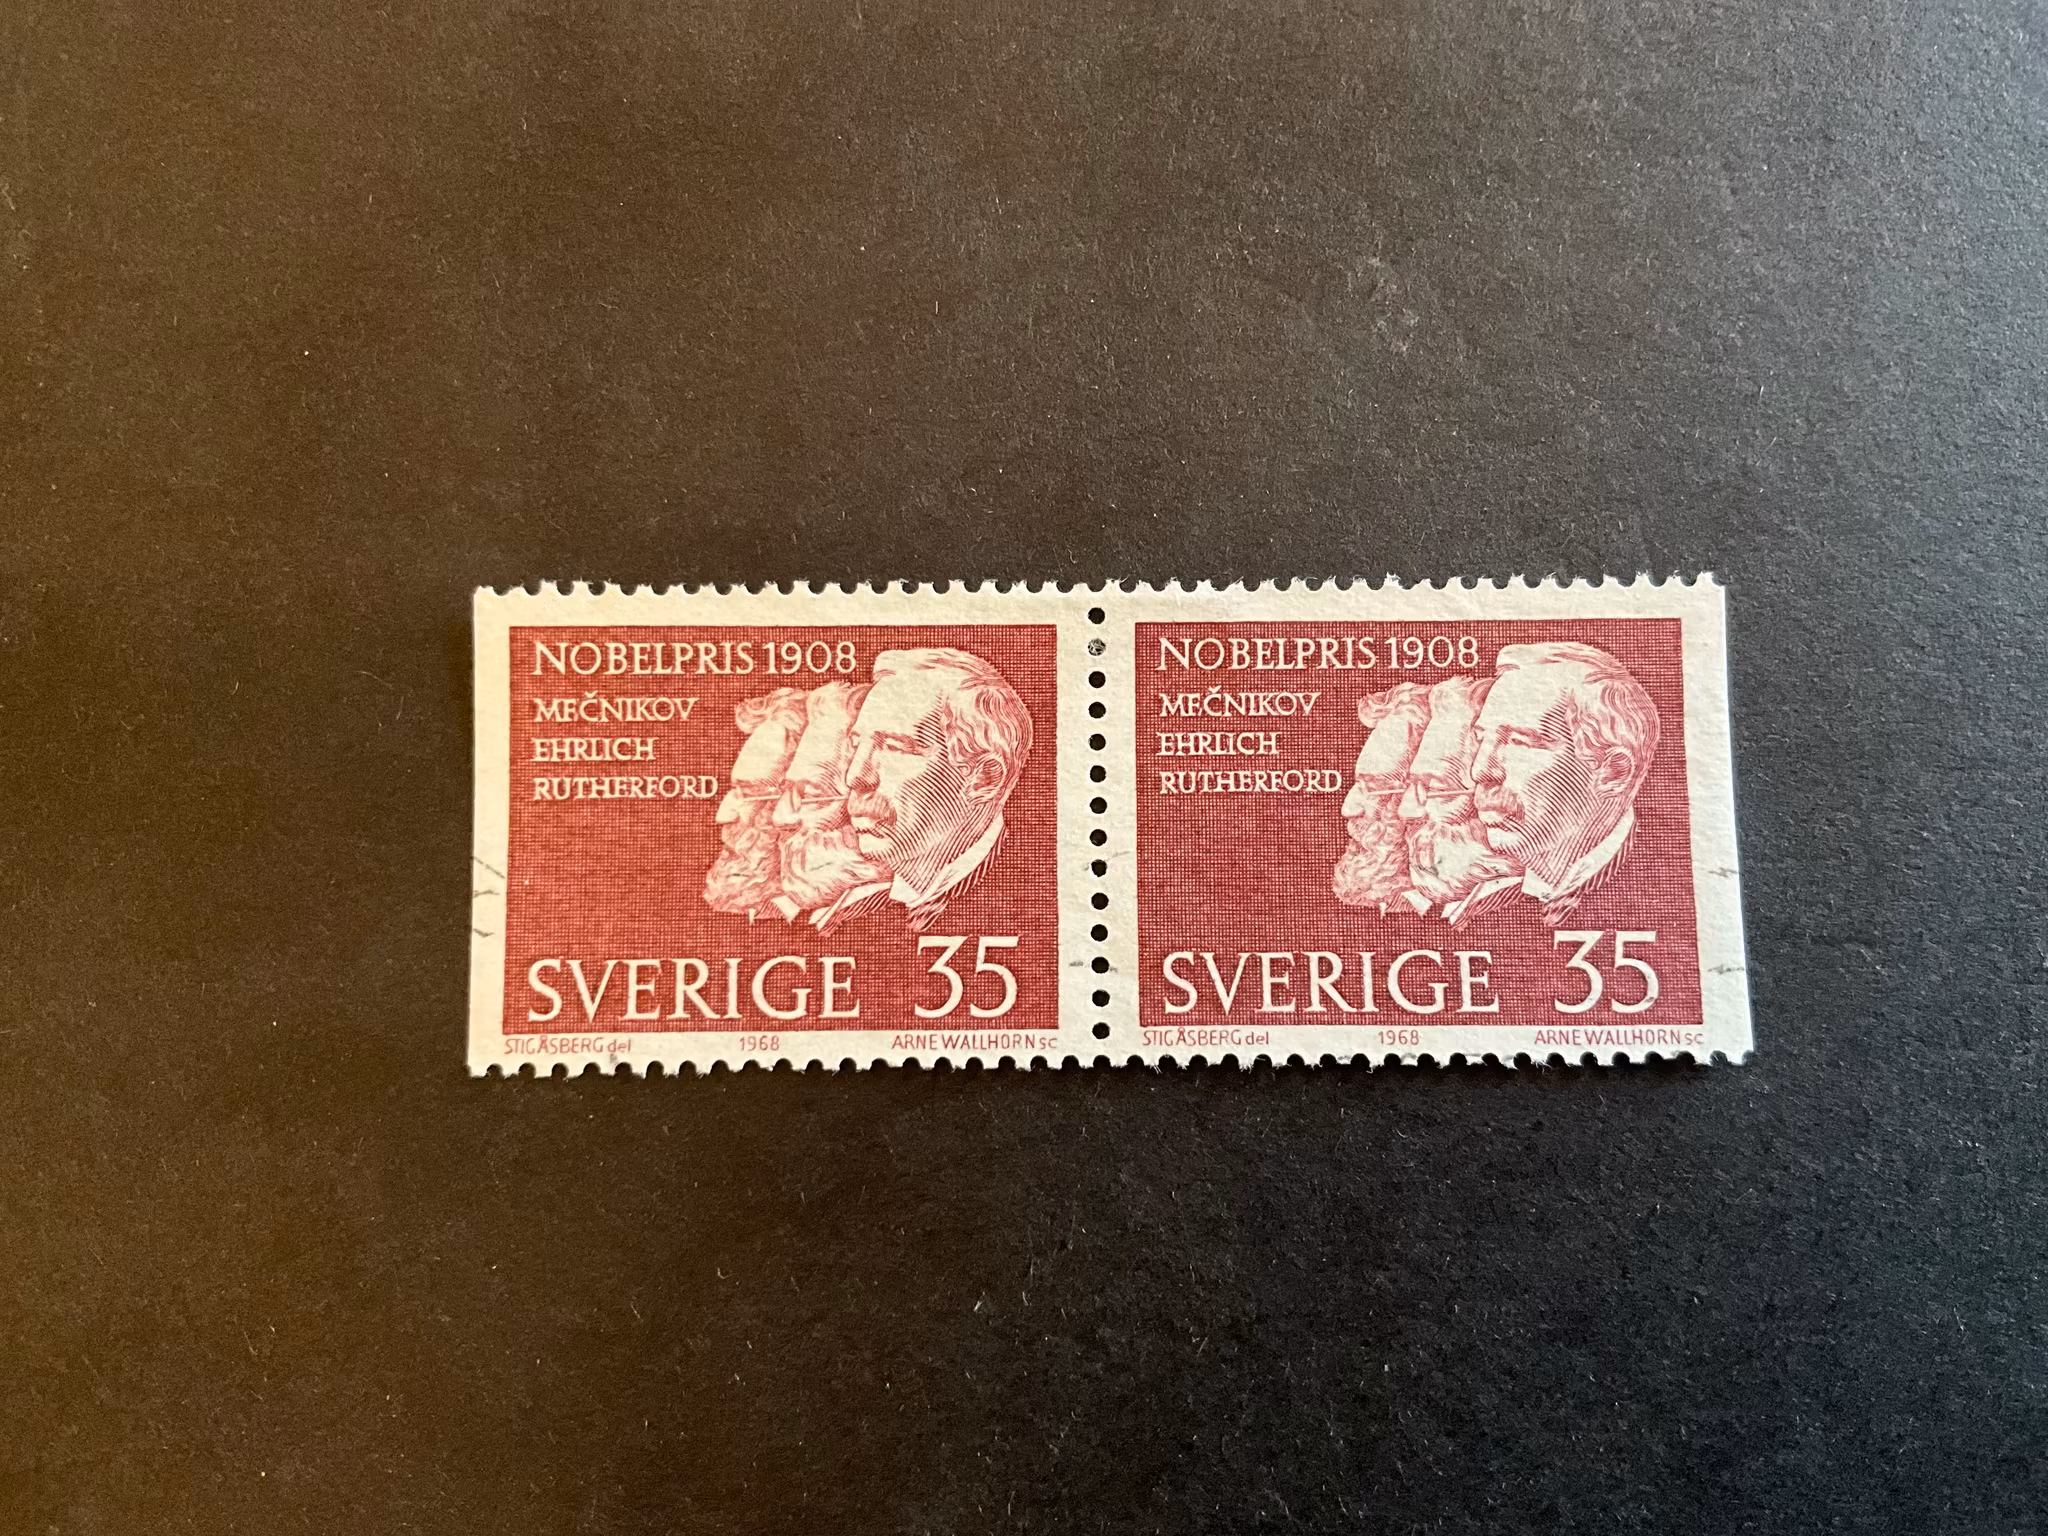 NOBELPRIS 1908
MEČNIKOV
EHRLICH
RUTHERFORD
SVERIGE 35
STIG ÅSBERG del 1968 ARNE WALLHORN sc
NOBELPRIS 1908
MEČNIKOV
EHRLICH
RUTHERFORD
SVERIGE 35
STIG ÅSBERG del 1968 ARNE WALLHORN sc